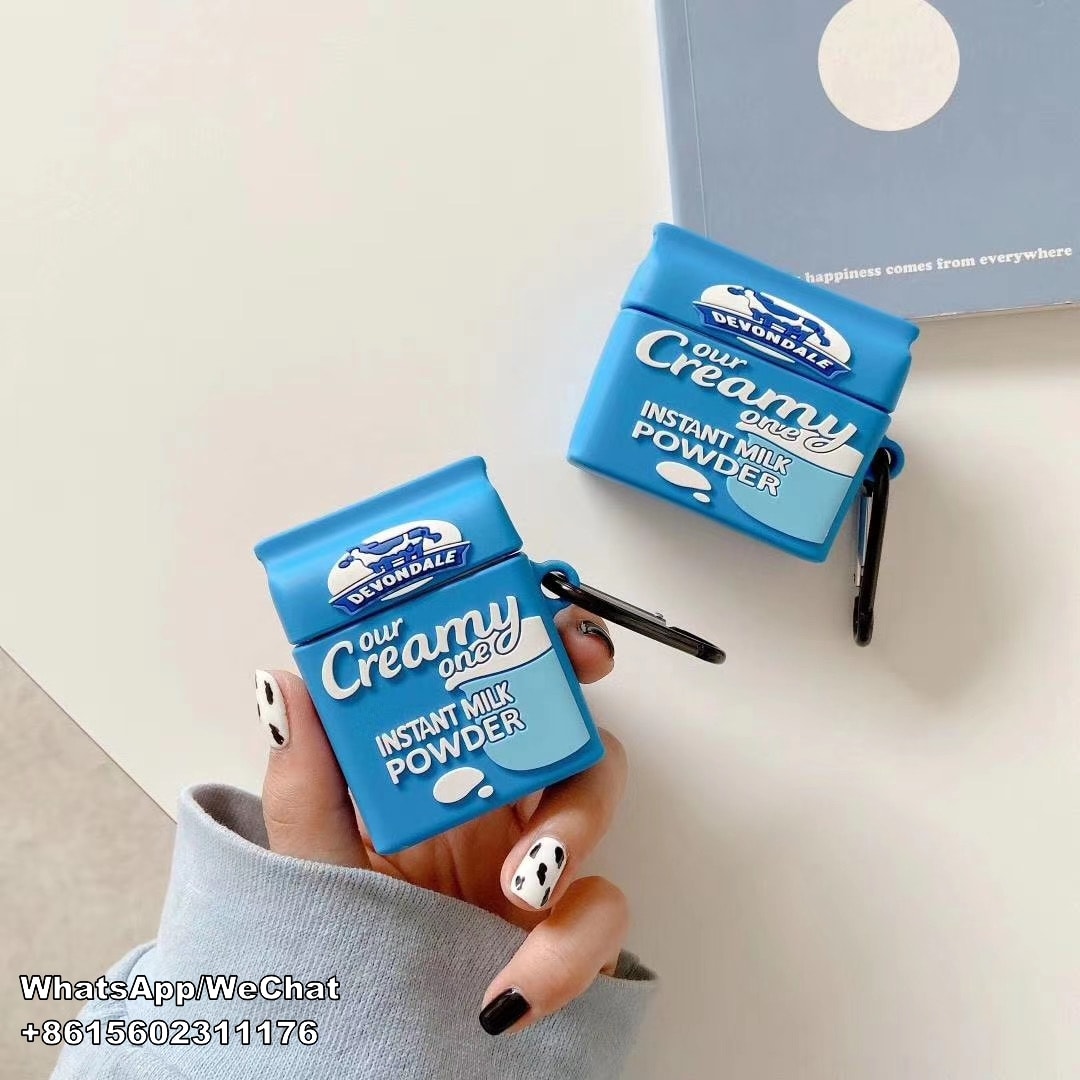 happiness comes from everywhere
DEVONDALE
our
Creamy
one
INSTANT MILK
POWDER
DEVONDALE
our
Creamy
one
INSTANT MILK
POWDER
WhatsApp/WeChat
+8615602311176